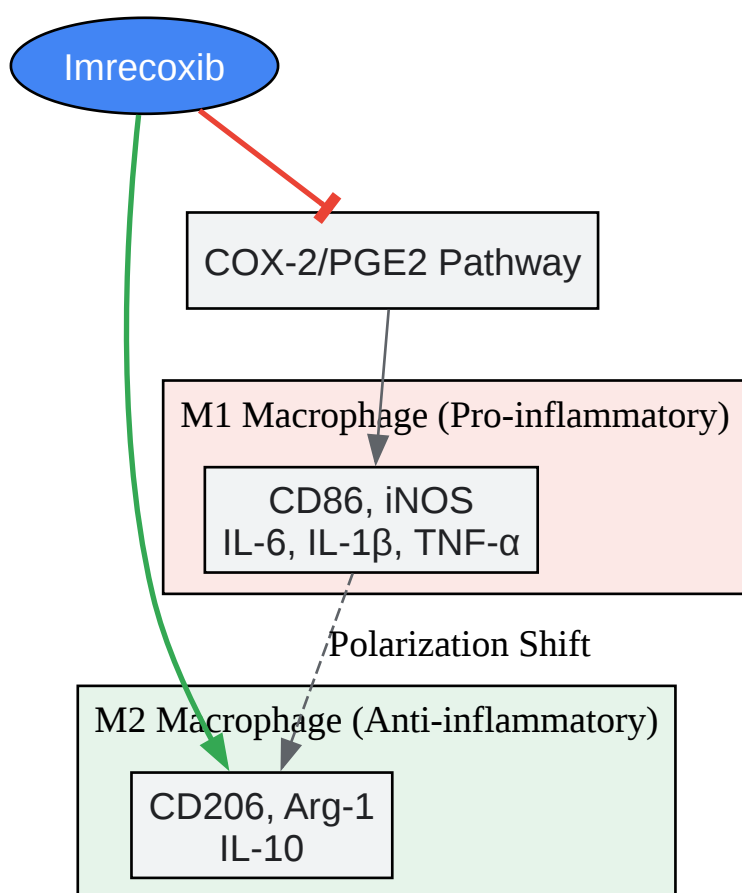 Imrecoxib
COX-2/PGE2 Pathway
M1 Macrophage (Pro-inflammatory)
CD86, iNOS
IL-6, IL-1β, TNF-α
Polarization Shift
M2 Macrophage (Anti-inflammatory)
CD206, Arg-1
IL-10